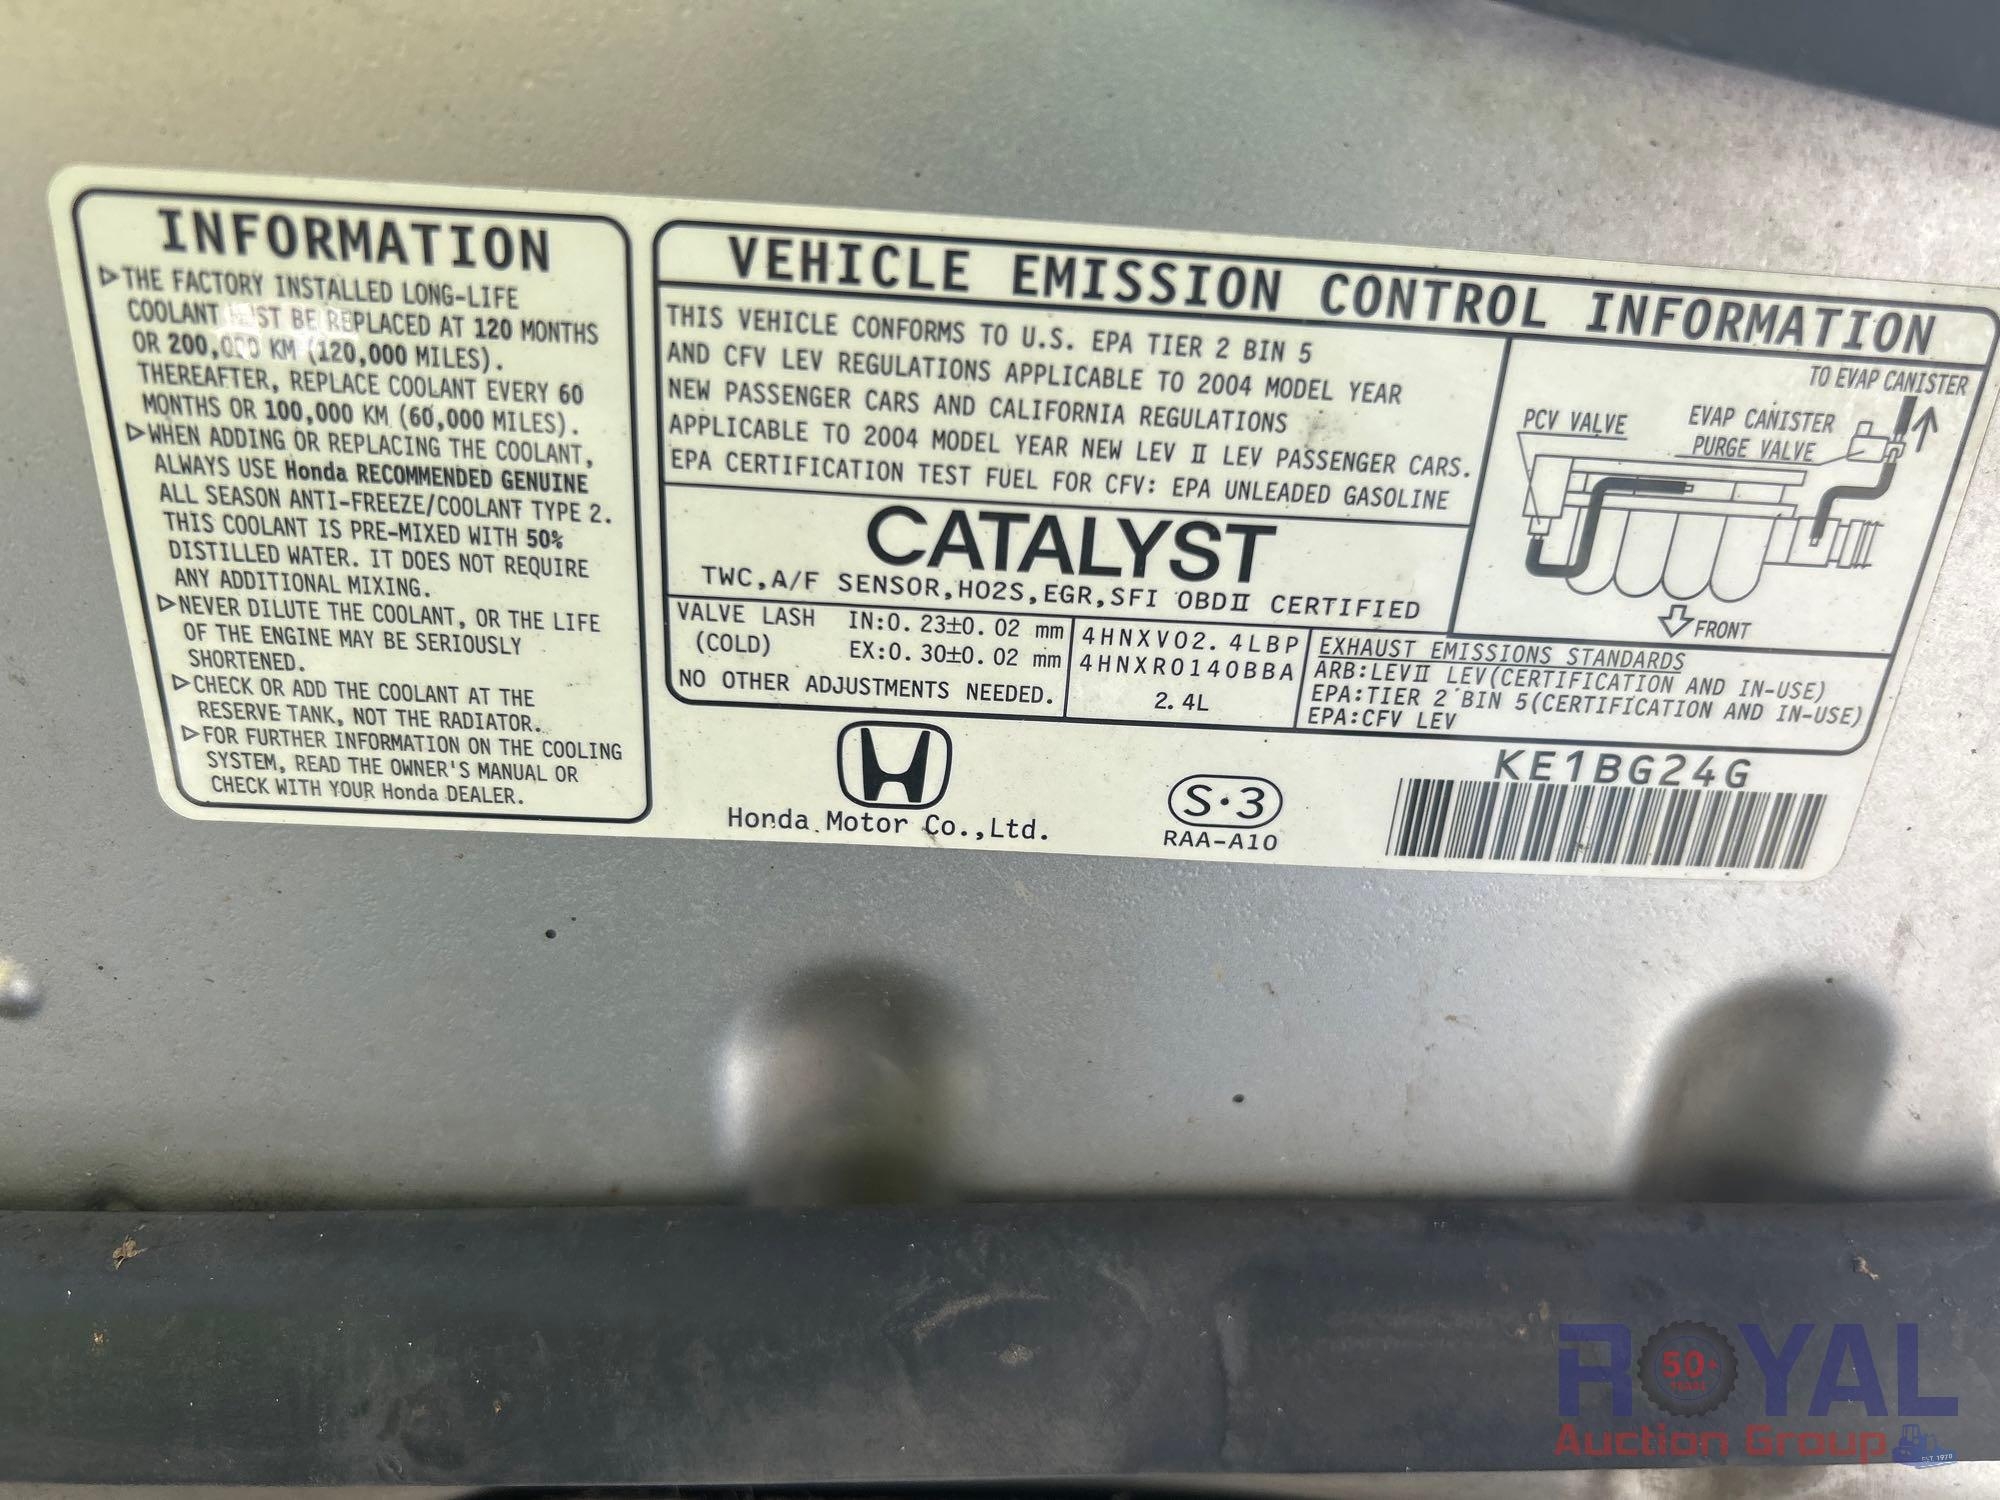 INFORMATION
▷THE FACTORY INSTALLED LONG-LIFE
COOLANT MUST BE REPLACED AT 120 MONTHS
OR 200,000 KM (120,000 MILES).
THEREAFTER, REPLACE COOLANT EVERY 60
MONTHS OR 100,000 KM (60,000 MILES).
▷WHEN ADDING OR REPLACING THE COOLANT,
ALWAYS USE Honda RECOMMENDED GENUINE
ALL SEASON ANTI-FREEZE/COOLANT TYPE 2.
THIS COOLANT IS PRE-MIXED WITH 50%
DISTILLED WATER. IT DOES NOT REQUIRE
ANY ADDITIONAL MIXING.
▷NEVER DILUTE THE COOLANT, OR THE LIFE
OF THE ENGINE MAY BE SERIOUSLY
SHORTENED.
▷CHECK OR ADD THE COOLANT AT THE
RESERVE TANK, NOT THE RADIATOR.
▷FOR FURTHER INFORMATION ON THE COOLING
SYSTEM, READ THE OWNER'S MANUAL OR
CHECK WITH YOUR Honda DEALER.
VEHICLE EMISSION CONTROL INFORMATION
THIS VEHICLE CONFORMS TO U.S. EPA TIER 2 BIN 5
AND CFV LEV REGULATIONS APPLICABLE TO 2004 MODEL YEAR
NEW PASSENGER CARS AND CALIFORNIA REGULATIONS
APPLICABLE TO 2004 MODEL YEAR NEW LEV II LEV PASSENGER CARS.
EPA CERTIFICATION TEST FUEL FOR CFV: EPA UNLEADED GASOLINE
CATALYST
TWC,A/F SENSOR,HO2S,EGR,SFI OBDII CERTIFIED
VALVE LASH IN:0.23±0.02 mm
(COLD) EX:0.30±0.02 mm
NO OTHER ADJUSTMENTS NEEDED.
4HNXV02.4LBP
4HNXR0140BBA
2.4L
EXHAUST EMISSIONS STANDARDS
ARB:LEVII LEV(CERTIFICATION AND IN-USE)
EPA:TIER 2 BIN 5(CERTIFICATION AND IN-USE)
EPA:CFV LEV
TO EVAP CANISTER
PCV VALVE
EVAP CANISTER
PURGE VALVE
FRONT
Honda Motor Co.,Ltd.
S·3
RAA-A10
KE1BG24G
ROYAL
50+
YEARS
Auction Group
EST 1970